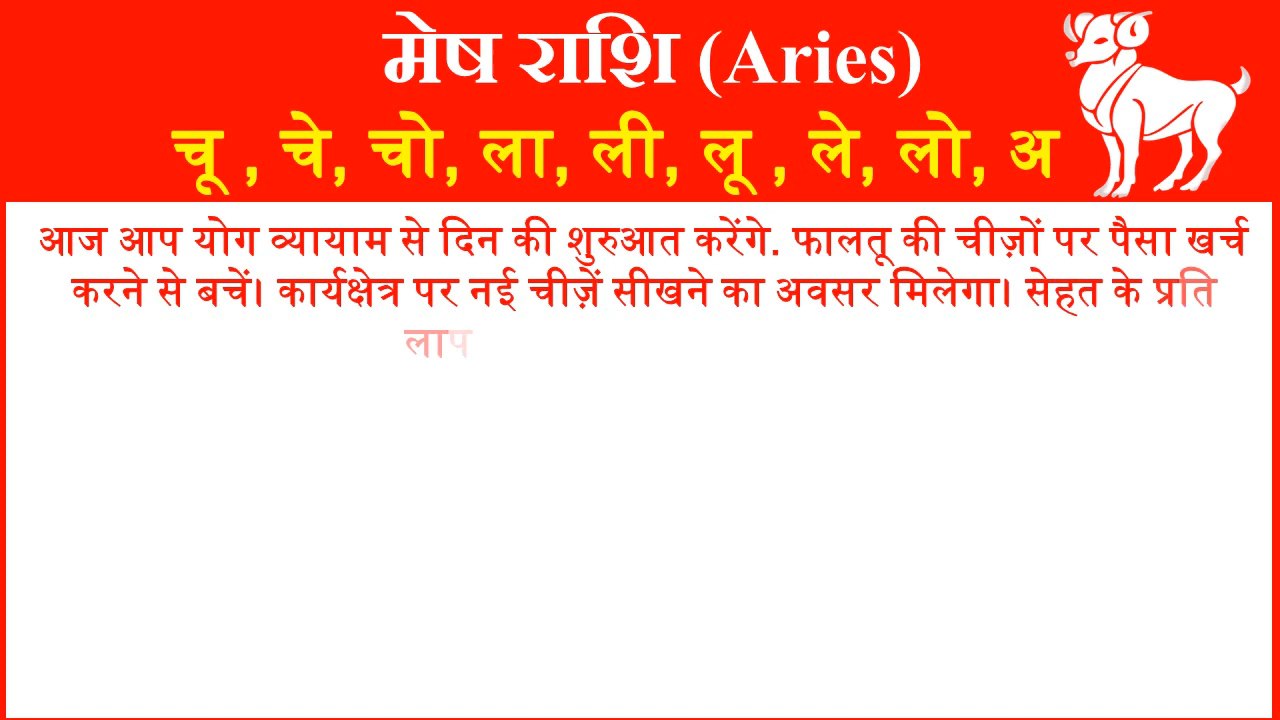 मेष राशि (Aries)
चू , चे, चो, ला, ली, लू , ले, लो, अ
आज आप योग व्यायाम से दिन की शुरुआत करेंगे. फालतू की चीज़ों पर पैसा खर्च
करने से बचें। कार्यक्षेत्र पर नई चीज़ें सीखने का अवसर मिलेगा। सेहत के प्रति
लाप